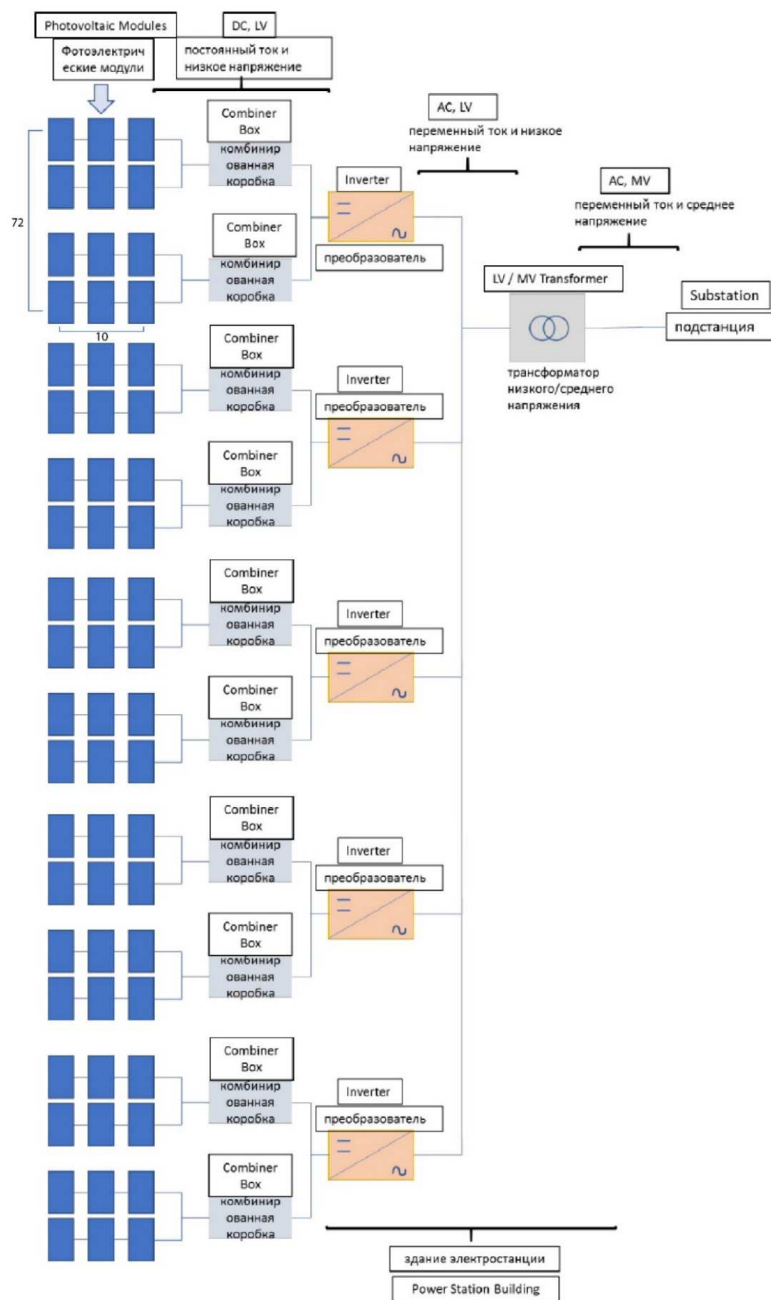 Photovoltaic Modules
Фотоэлектрич
еские модули
DC, LV
постоянный ток и
низкое напряжение
AC, LV
переменный ток и низкое
напряжение
AC, MV
переменный ток и среднее
напряжение
72
10
Combiner
Box
комбинир
ованная
коробка
Combiner
Box
комбинир
ованная
коробка
Inverter
преобразователь
LV / MV Transformer
трансформатор
низкого/среднего
напряжения
Substation
подстанция
Combiner
Box
комбинир
ованная
коробка
Combiner
Box
комбинир
ованная
коробка
Inverter
преобразователь
Combiner
Box
комбинир
ованная
коробка
Combiner
Box
комбинир
ованная
коробка
Inverter
преобразователь
Combiner
Box
комбинир
ованная
коробка
Combiner
Box
комбинир
ованная
коробка
Inverter
преобразователь
Combiner
Box
комбинир
ованная
коробка
Combiner
Box
комбинир
ованная
коробка
Inverter
преобразователь
здание электростанции
Power Station Building